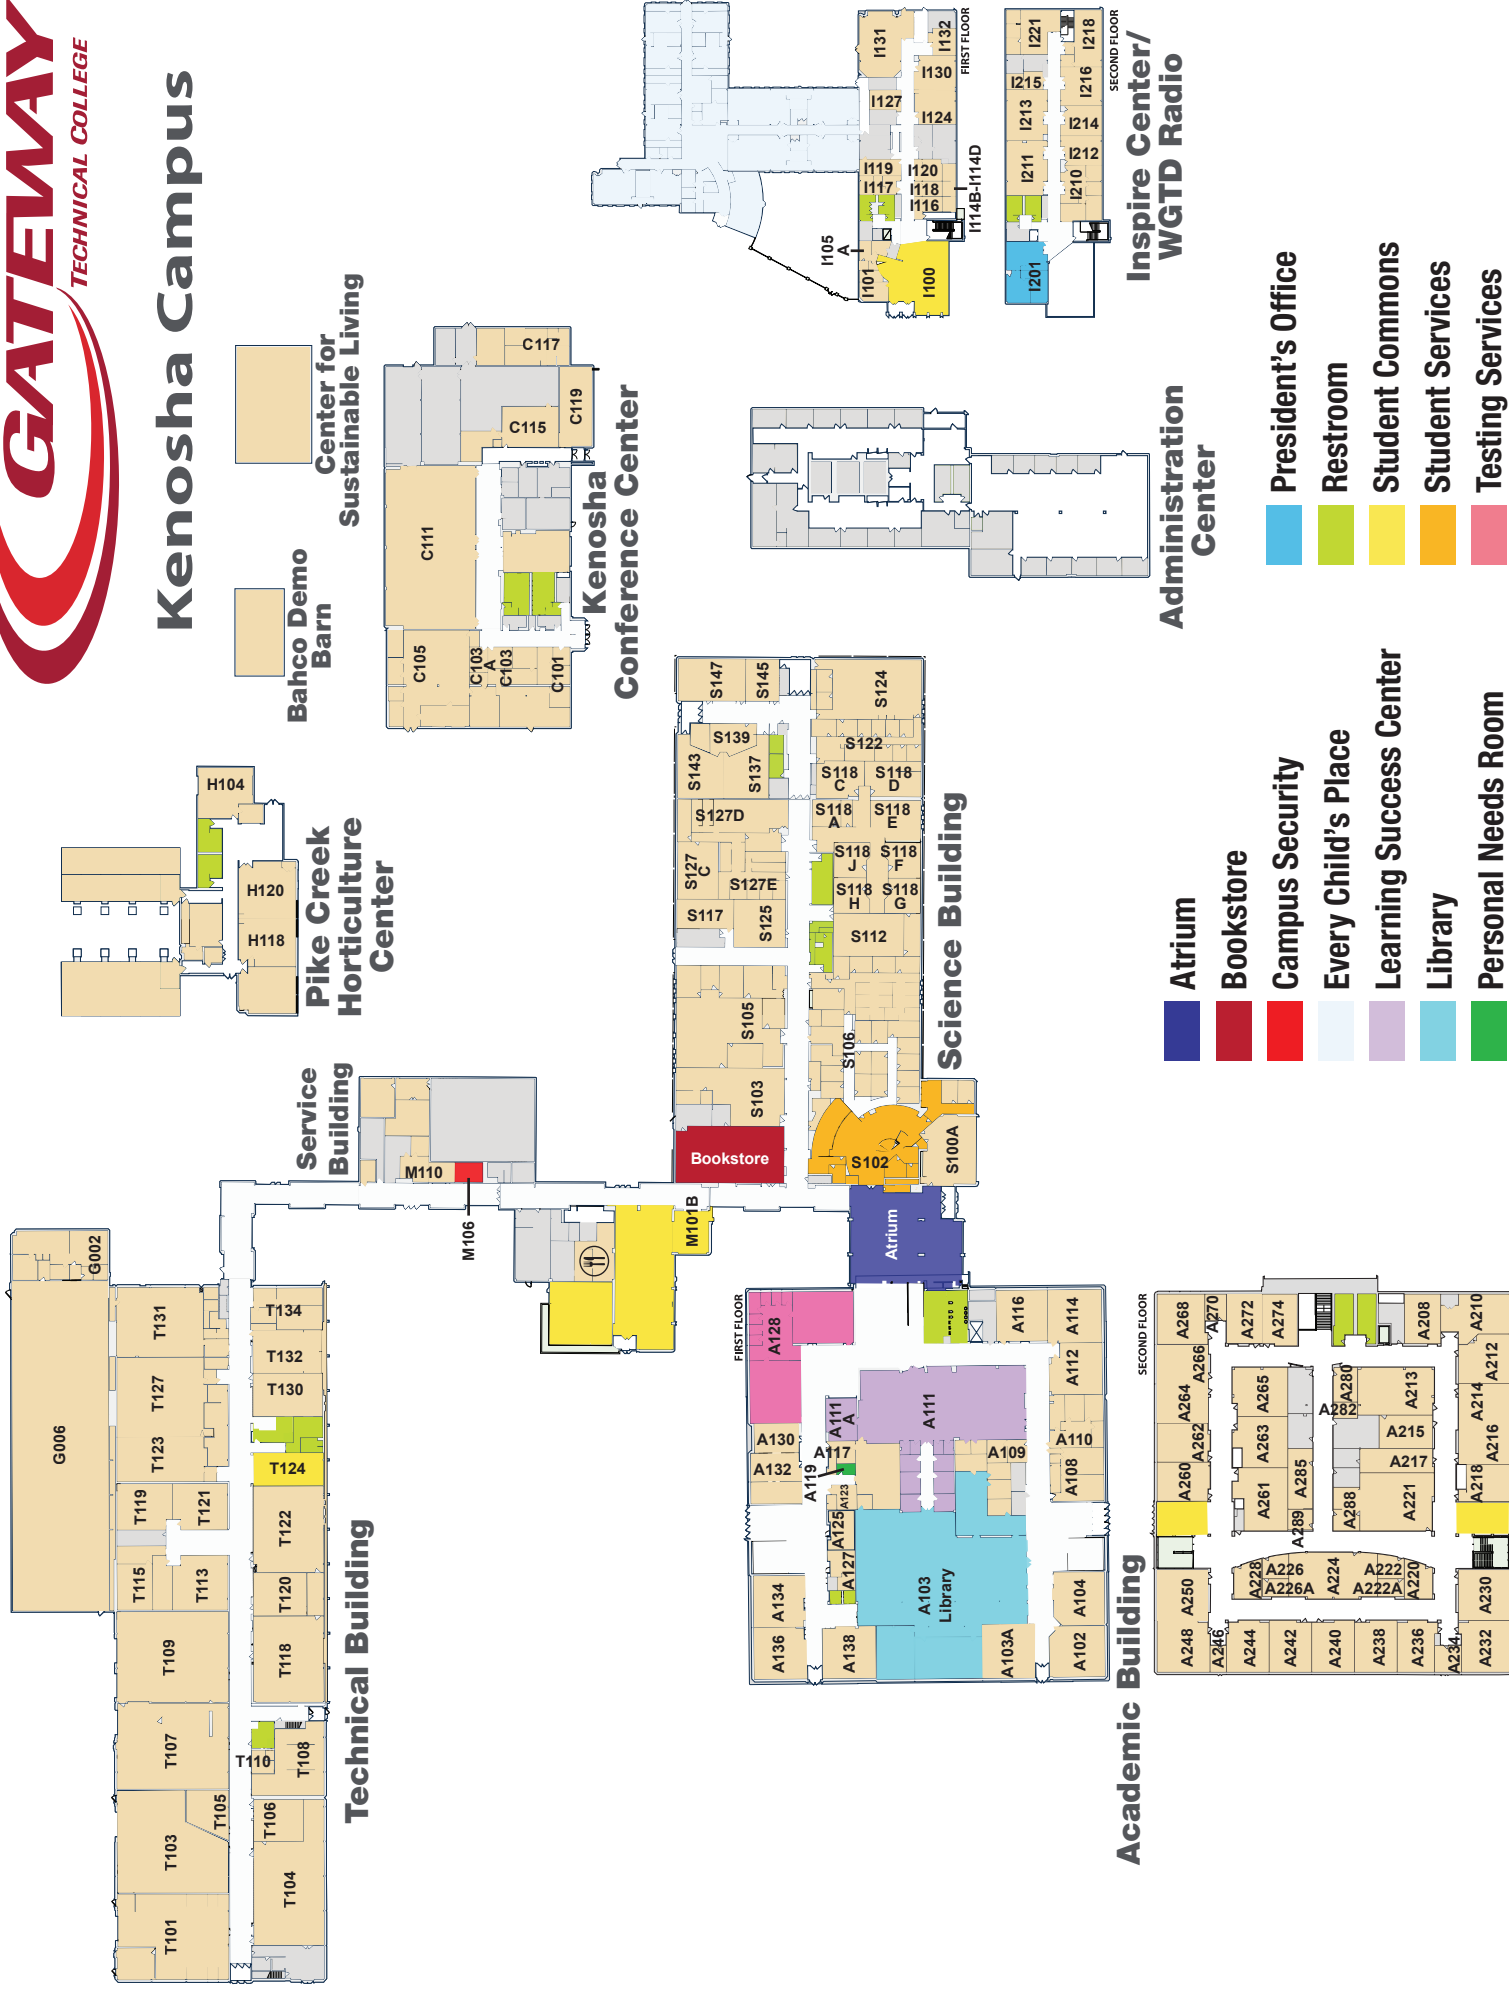 GATEWAY
TECHNICAL COLLEGE
Kenosha Campus
Bahco Demo
Barn
Center for
Sustainable Living
Pike Creek
Horticulture
Center
H104
H120
H118
Kenosha
Conference Center
C117
C119
C115
C111
C105
C103
A
C103
C101
Inspire Center/
WGTD Radio
FIRST FLOOR
I131
I132
I130
I127
I124
I119
I120
I117
I118
I116
I114B-I114D
I105
A
I101
I100
SECOND FLOOR
I221
I218
I215
I216
I213
I214
I211
I212
I210
I201
Administration
Center
Service
Building
M110
M106
M101B
Science Building
S147
S145
S124
S139
S143
S137
S122
S118
C
S118
D
S127D
S118
A
S118
E
S127
C
S127E
S118
J
S118
F
S118
H
S118
G
S117
S125
S112
S105
S106
S103
Bookstore
S102
S100A
Atrium
Technical Building
G002
G006
T131
T134
T132
T127
T130
T123
T124
T119
T121
T122
T115
T113
T120
T109
T118
T107
T110
T108
T105
T106
T103
T104
T101
Academic Building
FIRST FLOOR
A128
A116
A114
A112
A111
A
A111
A130
A117
A109
A110
A132
A119
A108
A123
A125
A127
A103
Library
A134
A104
A136
A138
A103A
A102
SECOND FLOOR
A268
A270
A272
A274
A208
A210
A266
A264
A265
A280
A282
A213
A212
A214
A262
A263
A215
A216
A260
A261
A285
A217
A218
A289
A288
A221
A250
A228
A226
A226A
A224
A222
A222A
A220
A230
A248
A246
A244
A242
A240
A238
A236
A234
A232
Atrium
Bookstore
Campus Security
Every Child's Place
Learning Success Center
Library
Personal Needs Room
President's Office
Restroom
Student Commons
Student Services
Testing Services